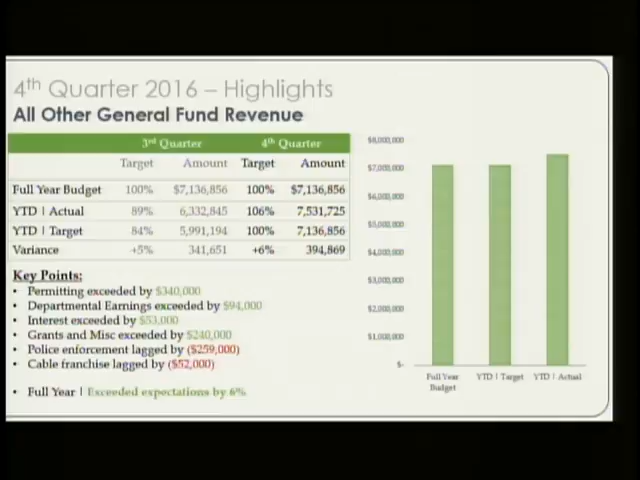 4th Quarter 2016 – Highlights
All Other General Fund Revenue
3rd Quarter 4th Quarter
Target Amount Target Amount
Full Year Budget 100% $7,136,856 100% $7,136,856
YTD | Actual 89% 6,332,845 106% 7,531,725
YTD | Target 84% 5,991,194 100% 7,136,856
Variance +5% 341,651 +6% 394,869
Key Points:
• Permitting exceeded by $340,000
• Departmental Earnings exceeded by $94,000
• Interest exceeded by $53,000
• Grants and Misc exceeded by $240,000
• Police enforcement lagged by ($259,000)
• Cable franchise lagged by ($52,000)
• Full Year | Exceeded expectations by 6%
$8,000,000
$7,000,000
$6,000,000
$5,000,000
$4,000,000
$3,000,000
$2,000,000
$1,000,000
$-
Full Year Budget
YTD | Target
YTD | Actual